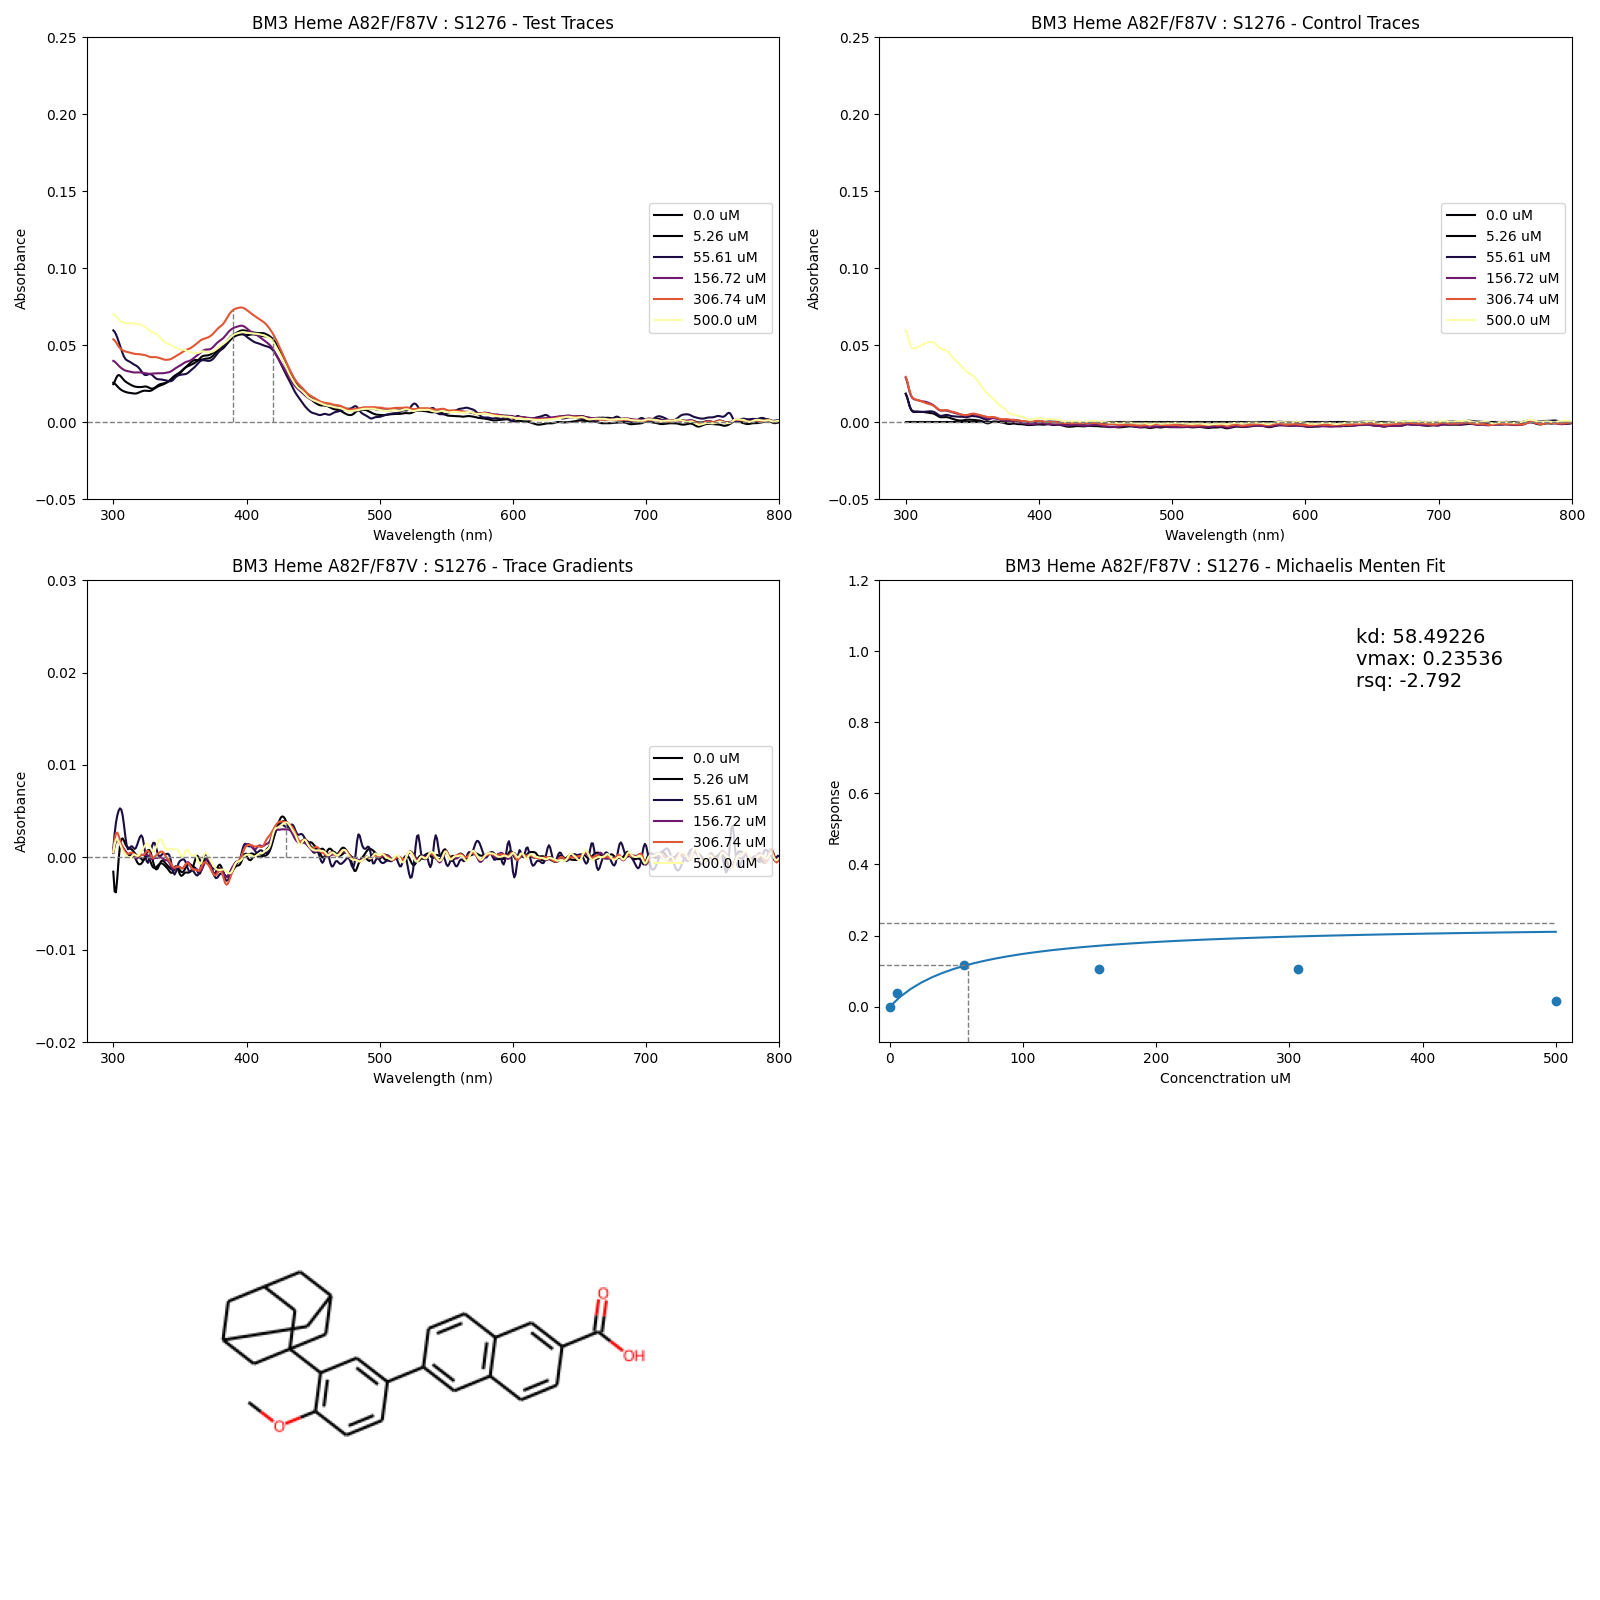 BM3 Heme A82F/F87V : S1276 - Test Traces
0.25
0.20
0.15
0.10
0.05
0.00
−0.05
Absorbance
300 400 500 600 700 800
Wavelength (nm)
0.0 uM
5.26 uM
55.61 uM
156.72 uM
306.74 uM
500.0 uM
BM3 Heme A82F/F87V : S1276 - Control Traces
0.25
0.20
0.15
0.10
0.05
0.00
−0.05
Absorbance
300 400 500 600 700 800
Wavelength (nm)
0.0 uM
5.26 uM
55.61 uM
156.72 uM
306.74 uM
500.0 uM
BM3 Heme A82F/F87V : S1276 - Trace Gradients
0.03
0.02
0.01
0.00
−0.01
−0.02
Absorbance
300 400 500 600 700 800
Wavelength (nm)
0.0 uM
5.26 uM
55.61 uM
156.72 uM
306.74 uM
500.0 uM
BM3 Heme A82F/F87V : S1276 - Michaelis Menten Fit
1.2
1.0
0.8
0.6
0.4
0.2
0.0
Response
kd: 58.49226
vmax: 0.23536
rsq: -2.792
0 100 200 300 400 500
Concenctration uM
O
OH
O